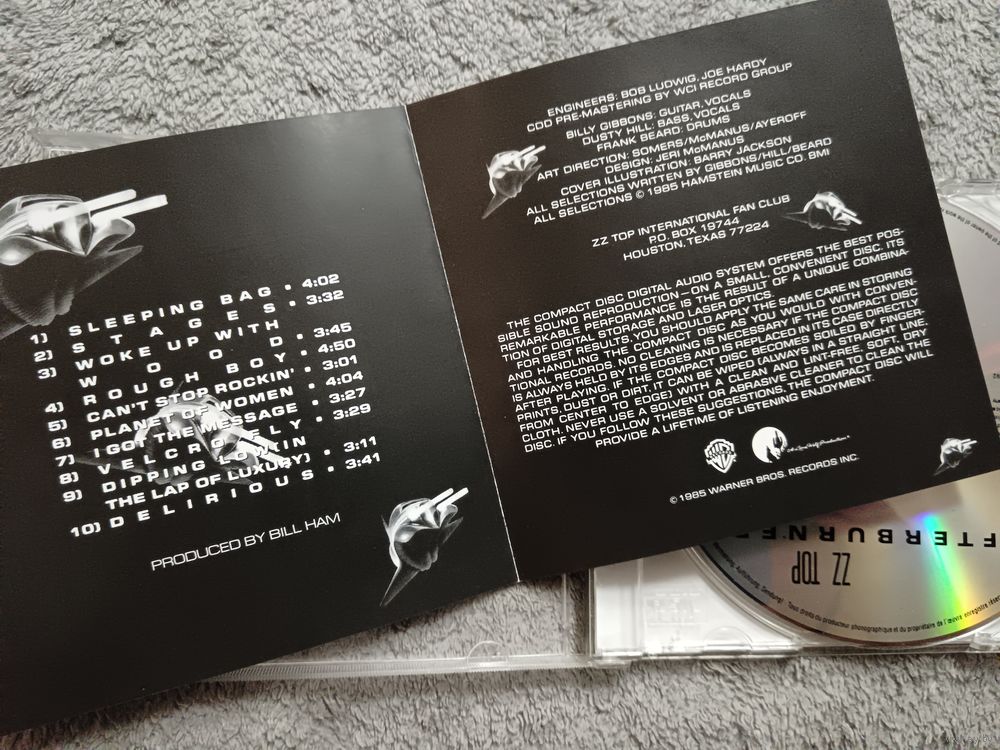 1) SLEEPING BAG • 4:02
2) STAGES • 3:32
3) WOKE UP WITH
WOOD • 3:45
4) ROUGH BOY • 4:50
5) CAN'T STOP ROCKIN' • 3:01
6) PLANET OF WOMEN • 4:04
7) I GOT THE MESSAGE • 3:27
8) VELCRO FLY • 3:29
9) DIPPING LOW (IN
THE LAP OF LUXURY) • 3:11
10) DELIRIOUS • 3:41
PRODUCED BY BILL HAM
ENGINEERS: BOB LUDWIG, JOE HARDY
CDD PRE-MASTERING BY WCI RECORD GROUP
BILLY GIBBONS: GUITAR, VOCALS
DUSTY HILL: BASS, VOCALS
FRANK BEARD: DRUMS
ART DIRECTION: SOMERS/McMANUS/AYEROFF
DESIGN: JERI McMANUS
COVER ILLUSTRATION: BARRY JACKSON
ALL SELECTIONS WRITTEN BY GIBBONS/HILL/BEARD
ALL SELECTIONS © 1985 HAMSTEIN MUSIC CO. BMI
ZZ TOP INTERNATIONAL FAN CLUB
P.O. BOX 19744
HOUSTON, TEXAS 77224
THE COMPACT DISC DIGITAL AUDIO SYSTEM OFFERS THE BEST POS-
SIBLE SOUND REPRODUCTION—ON A SMALL, CONVENIENT DISC. ITS
REMARKABLE PERFORMANCE IS THE RESULT OF A UNIQUE COMBINA-
TION OF DIGITAL STORAGE AND LASER OPTICS.
FOR BEST RESULTS, YOU SHOULD APPLY THE SAME CARE IN STORING
AND HANDLING THE COMPACT DISC AS YOU WOULD WITH CONVEN-
TIONAL RECORDS. NO CLEANING IS NECESSARY IF THE COMPACT DISC
IS ALWAYS HELD BY ITS EDGES AND IS REPLACED IN ITS CASE DIRECTLY
AFTER PLAYING. IF THE COMPACT DISC BECOMES SOILED BY FINGER-
PRINTS, DUST OR DIRT, IT CAN BE WIPED (ALWAYS IN A STRAIGHT LINE,
FROM CENTER TO EDGE) WITH A CLEAN AND LINT-FREE SOFT, DRY
CLOTH. NEVER USE A SOLVENT OR ABRASIVE CLEANER TO CLEAN THE
DISC. IF YOU FOLLOW THESE SUGGESTIONS, THE COMPACT DISC WILL
PROVIDE A LIFETIME OF LISTENING ENJOYMENT.
© 1985 WARNER BROS. RECORDS INC.
FTERBURNE
ZZ TOP
Tous droits du producteur phonographique et du propriétaire de l'œuvre enregistrée